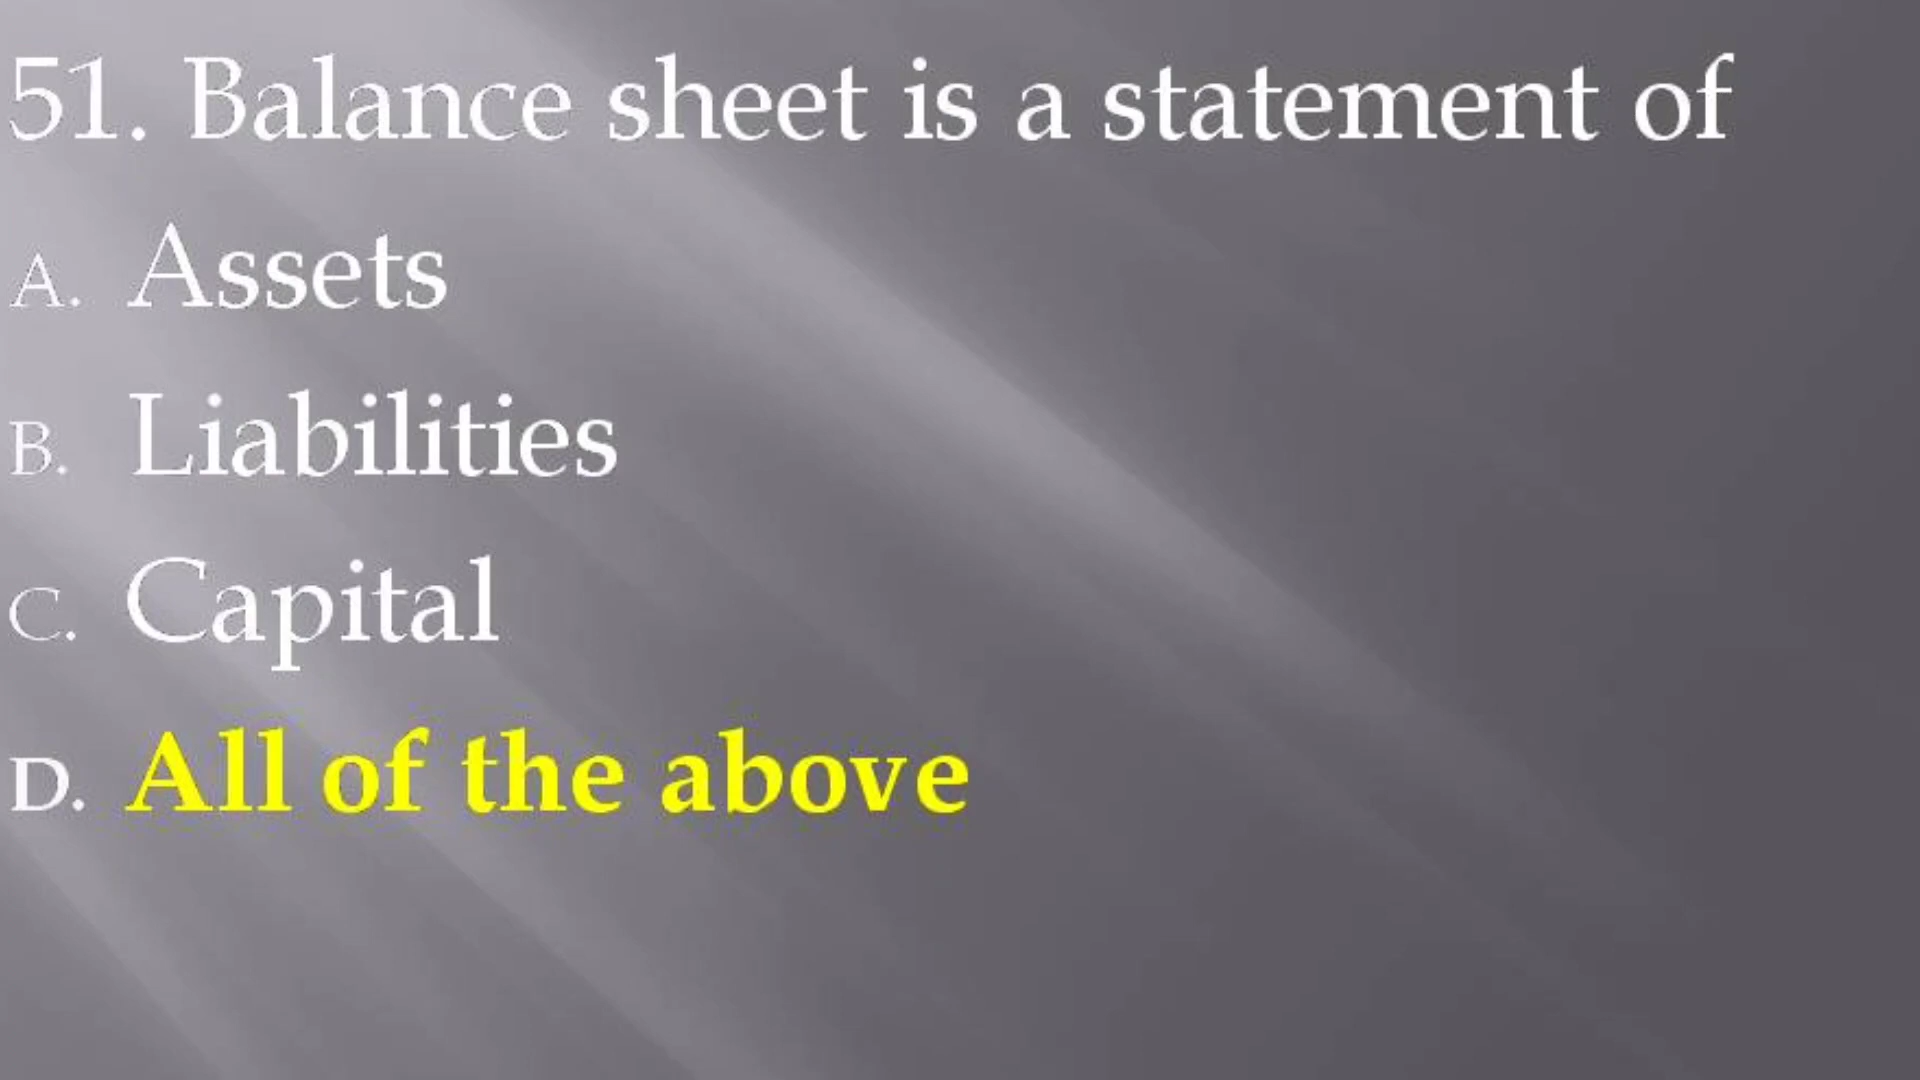 51. Balance sheet is a statement of
A. Assets
B. Liabilities
C. Capital
D. All of the above